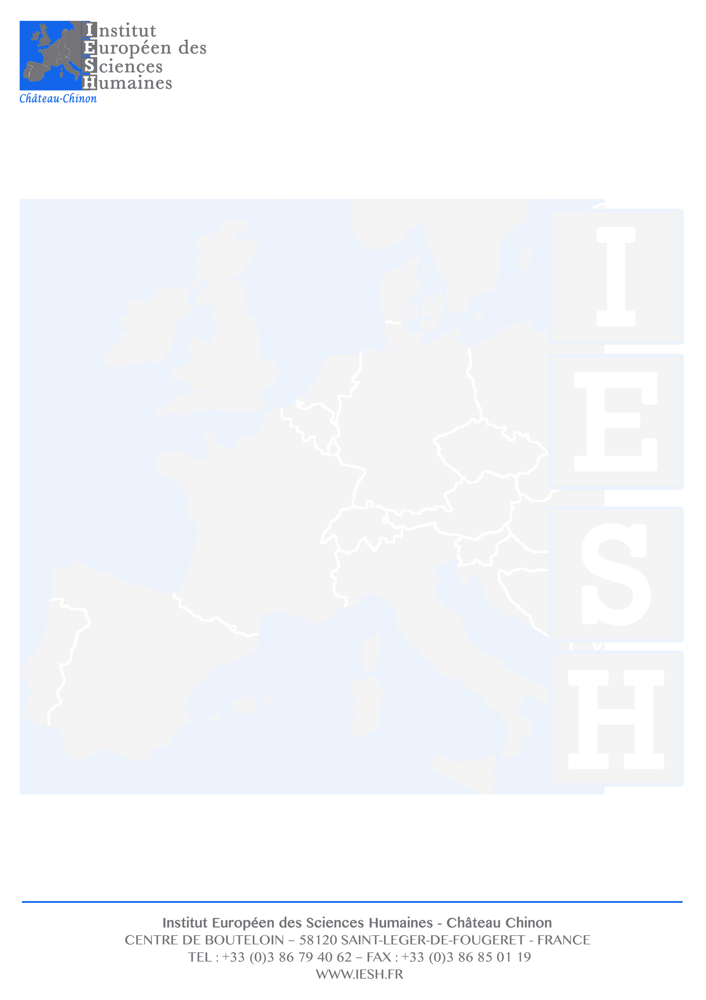 Institut
Européen des
Sciences
Humaines
Château-Chinon
I
E
S
H
Institut Européen des Sciences Humaines - Château Chinon
CENTRE DE BOUTELOIN – 58120 SAINT-LEGER-DE-FOUGERET - FRANCE
TEL : +33 (0)3 86 79 40 62 – FAX : +33 (0)3 86 85 01 19
WWW.IESH.FR